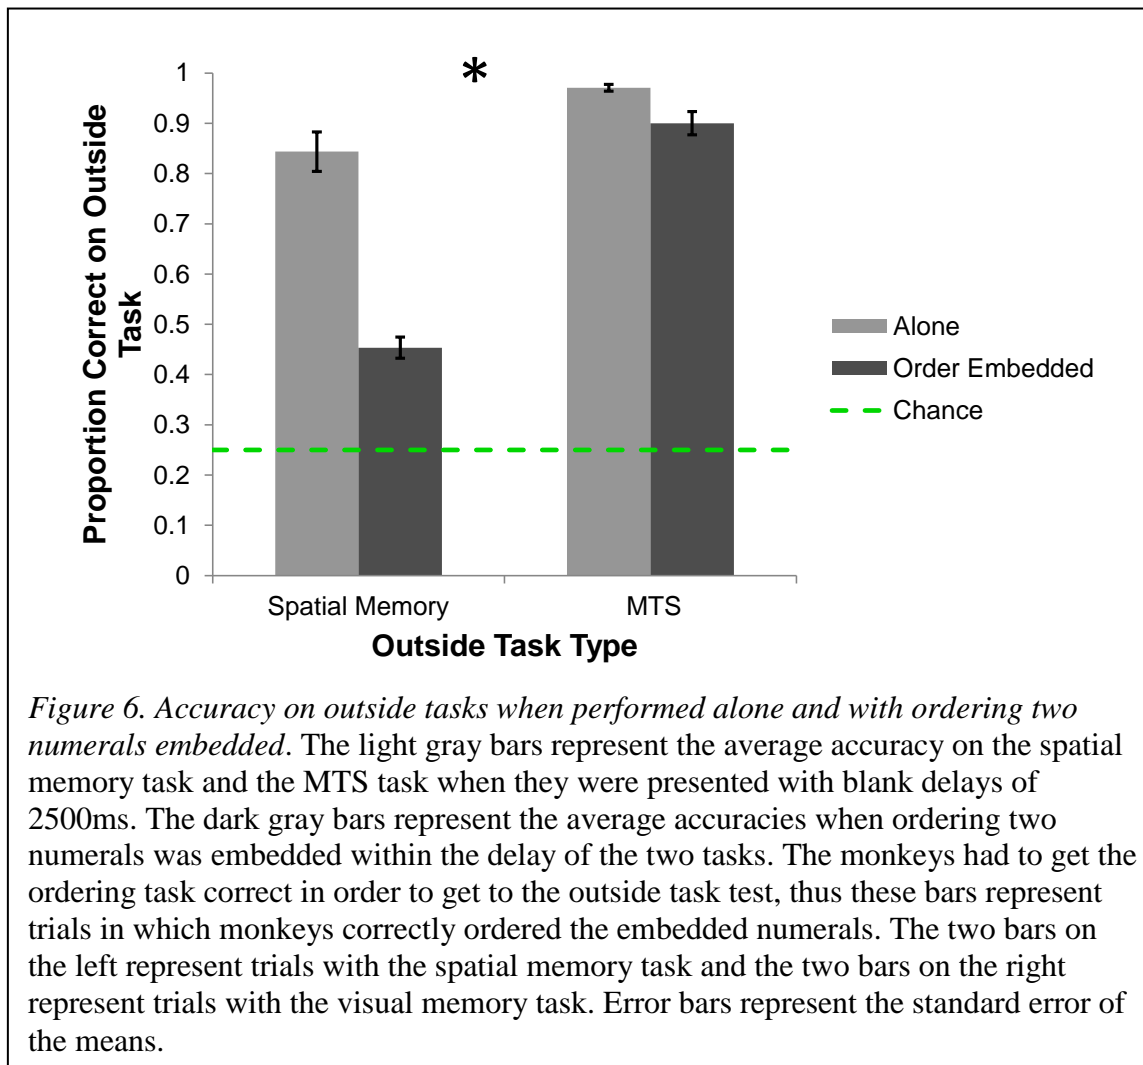 *
1
0.9
0.8
0.7
0.6
0.5
0.4
0.3
0.2
0.1
0
Proportion Correct on Outside
Task
Spatial Memory
MTS
Outside Task Type
Alone
Order Embedded
Chance
Figure 6. Accuracy on outside tasks when performed alone and with ordering two
numerals embedded. The light gray bars represent the average accuracy on the spatial
memory task and the MTS task when they were presented with blank delays of
2500ms. The dark gray bars represent the average accuracies when ordering two
numerals was embedded within the delay of the two tasks. The monkeys had to get the
ordering task correct in order to get to the outside task test, thus these bars represent
trials in which monkeys correctly ordered the embedded numerals. The two bars on
the left represent trials with the spatial memory task and the two bars on the right
represent trials with the visual memory task. Error bars represent the standard error of
the means.